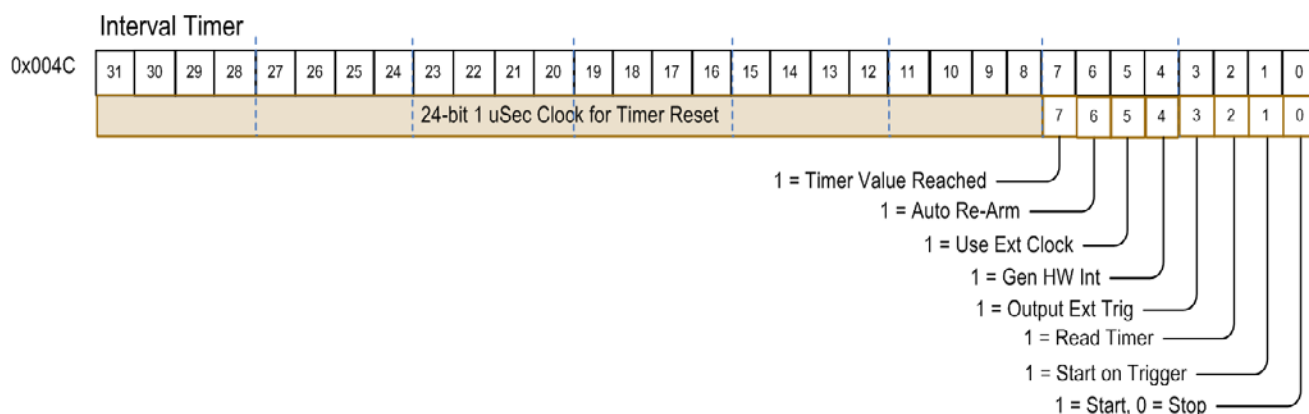 Interval Timer
0x004C 31 30 29 28 27 26 25 24 23 22 21 20 19 18 17 16 15 14 13 12 11 10 9 8 7 6 5 4 3 2 1 0
24-bit 1 uSec Clock for Timer Reset 7 6 5 4 3 2 1 0
1 = Timer Value Reached
1 = Auto Re-Arm
1 = Use Ext Clock
1 = Gen HW Int
1 = Output Ext Trig
1 = Read Timer
1 = Start on Trigger
1 = Start, 0 = Stop